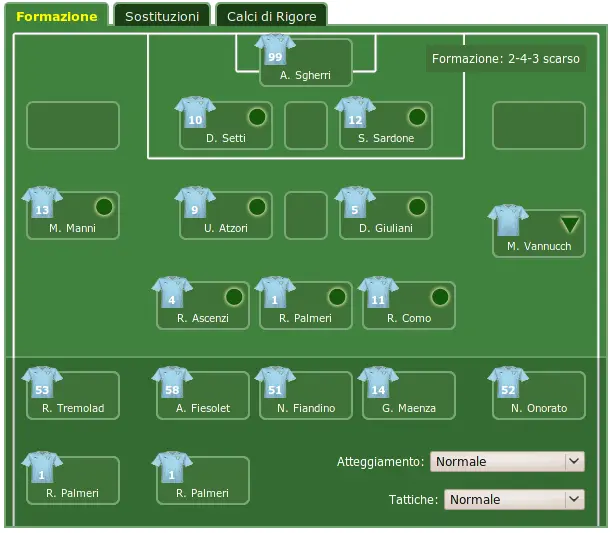 Formazione Sostituzioni Calci di Rigore
99
A. Sgherri
Formazione: 2-4-3 scarso
10 12
D. Setti S. Sardone
13 9 5
M. Manni U. Atzori D. Giuliani
M. Vannucch
4 1 11
R. Ascenzi R. Palmeri R. Como
53 58 51 14 52
R. Tremolad A. Fiesolet N. Fiandino G. Maenza N. Onorato
Atteggiamento: Normale
1 1
R. Palmeri R. Palmeri
Tattiche: Normale